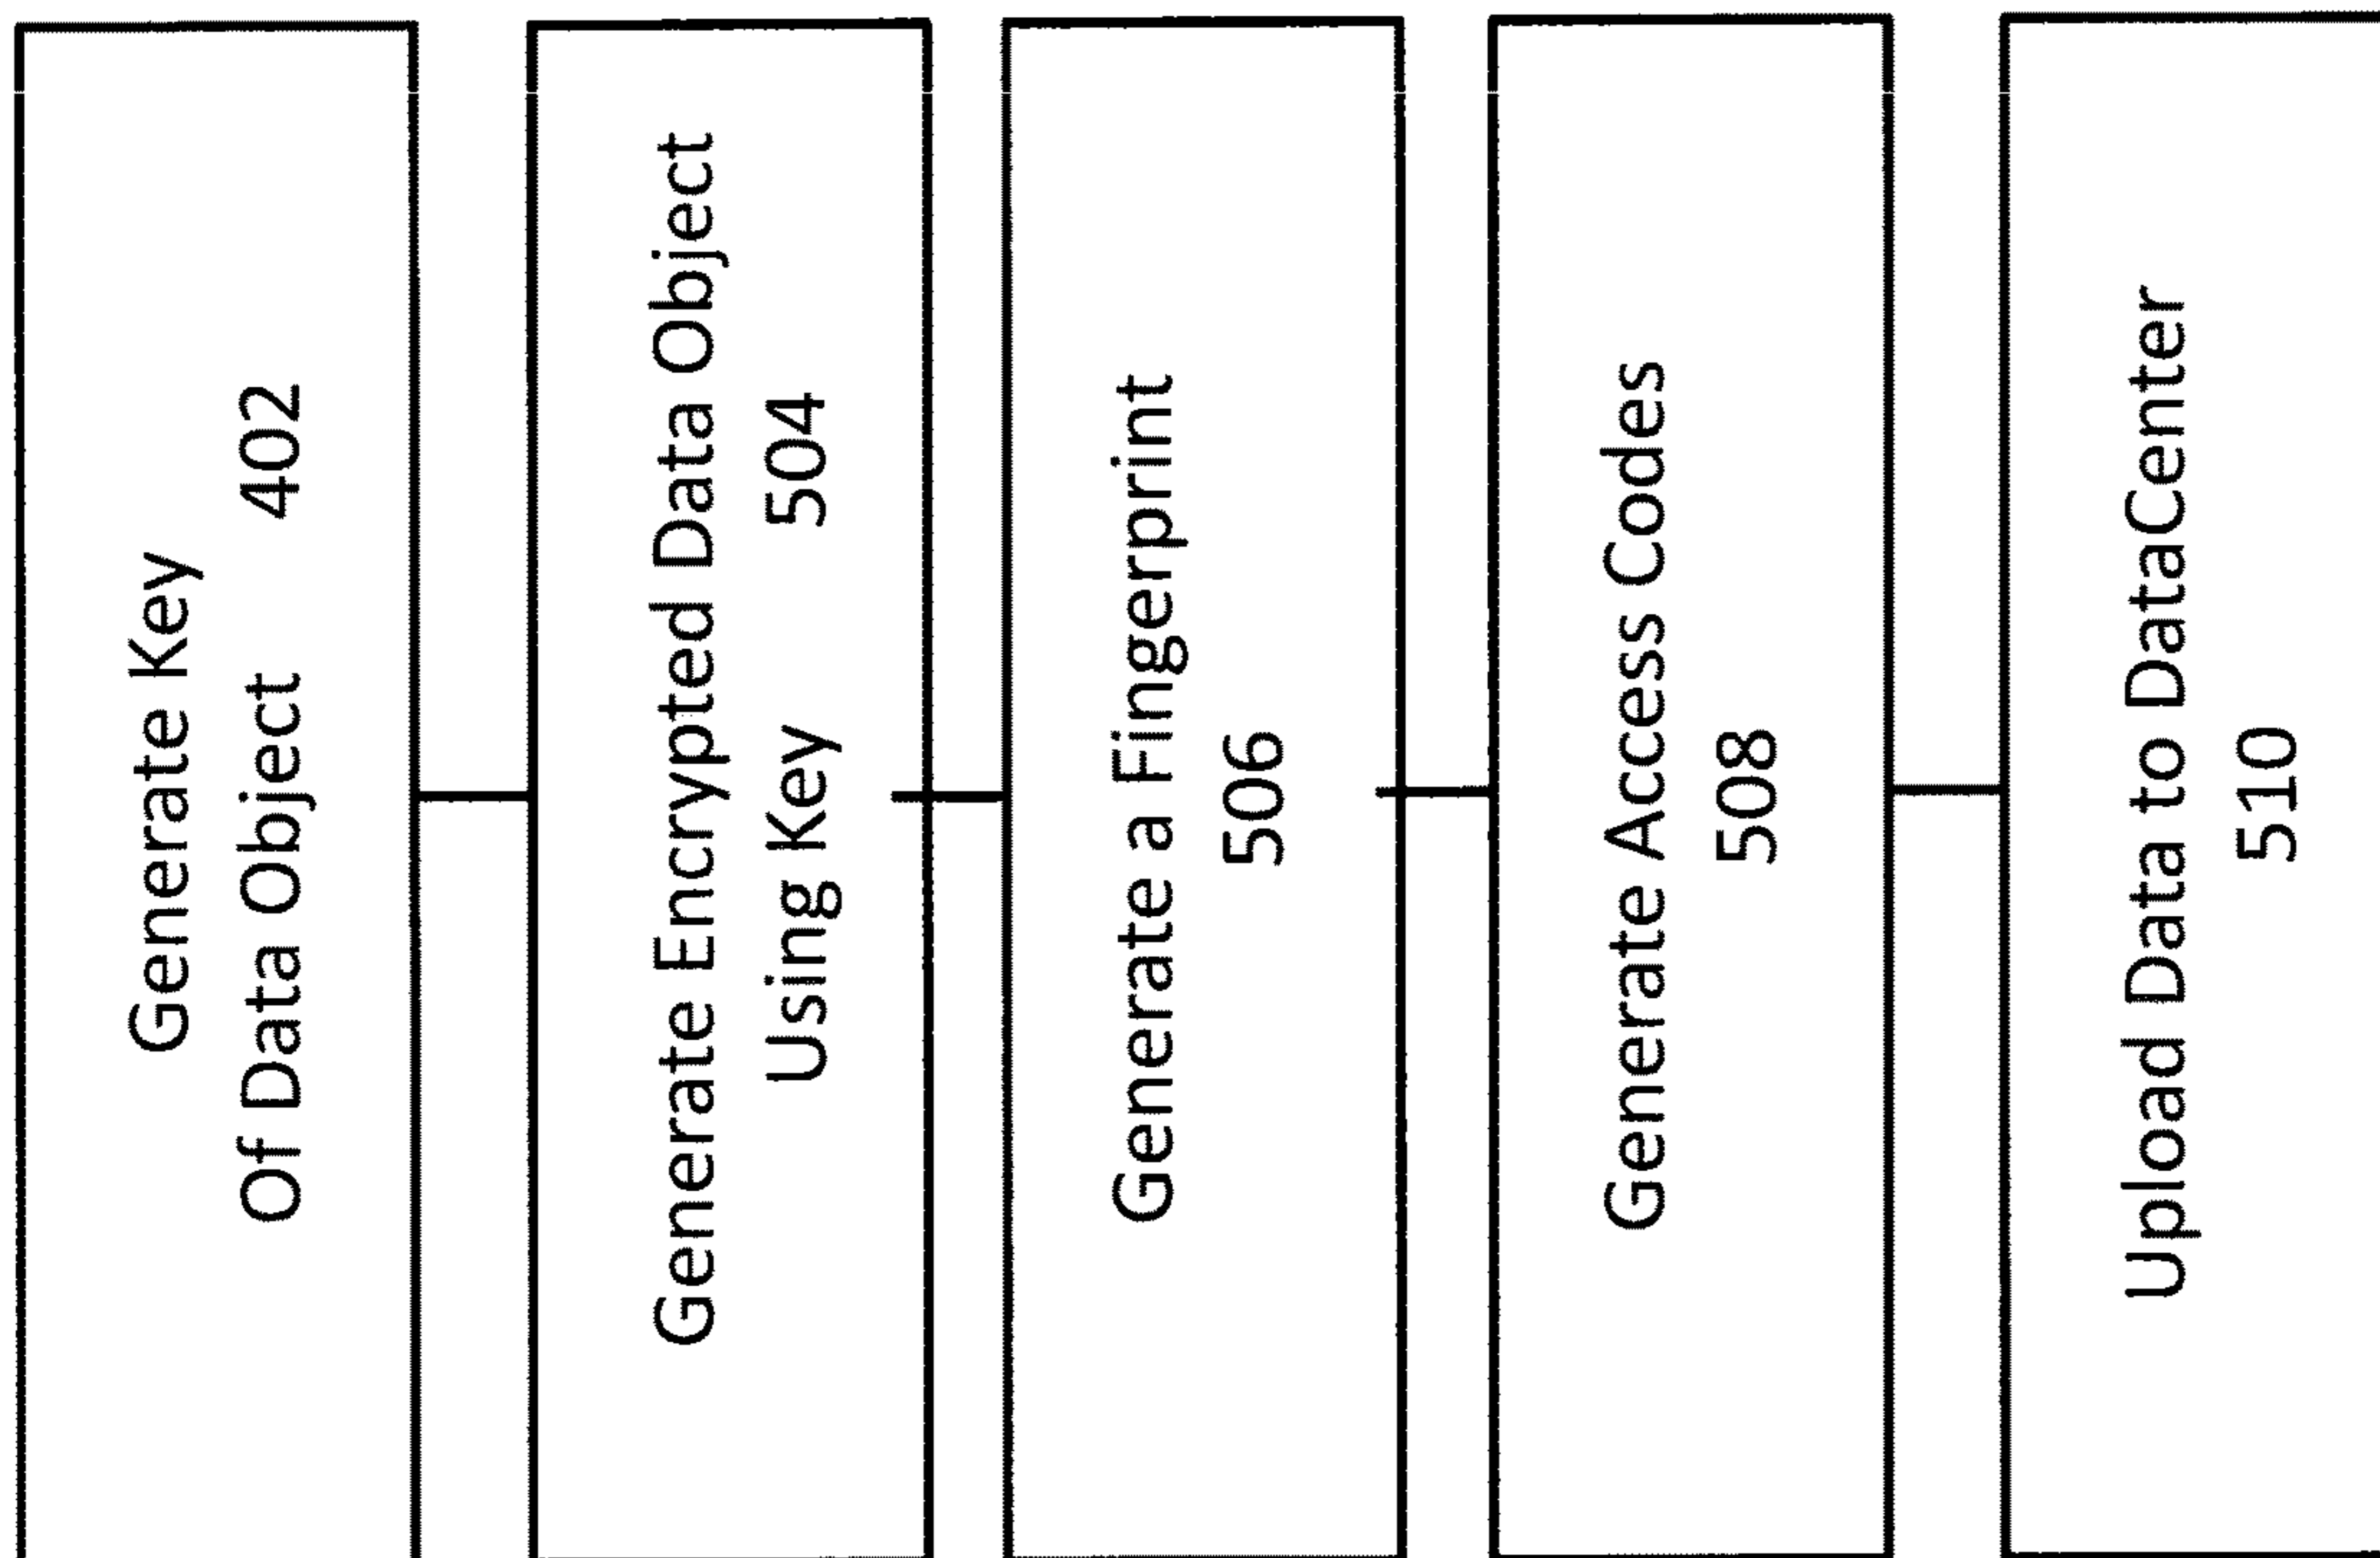 Generate Key
Of Data Object 402
Generate Encrypted Data Object
Using Key 504
Generate a Fingerprint
506
Generate Access Codes
508
Upload Data to DataCenter
510